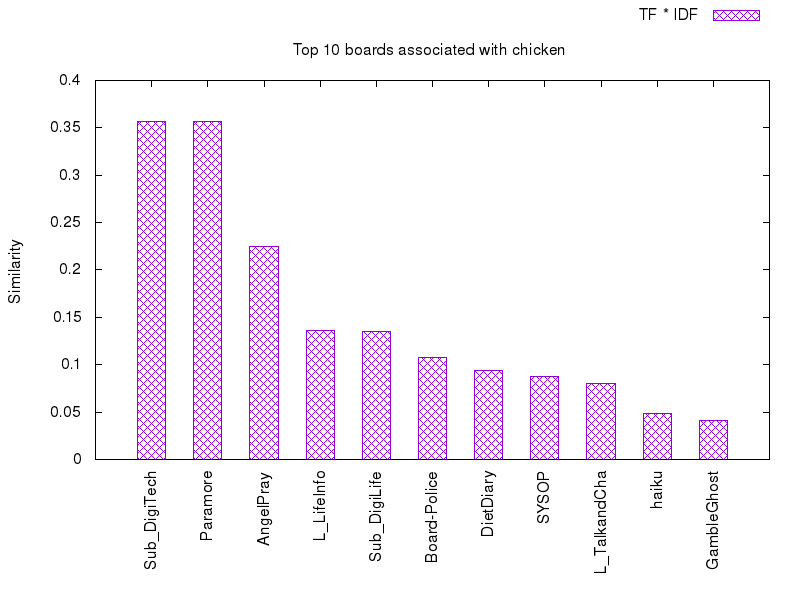 TF * IDF
Top 10 boards associated with chicken
0.4
0.35
0.3
0.25
0.2
0.15
0.1
0.05
0
Similarity
Sub_DigiTech
Paramore
AngelPray
L_LifeInfo
Sub_DigiLife
Board-Police
DietDiary
SYSOP
L_TalkandCha
haiku
GambleGhost